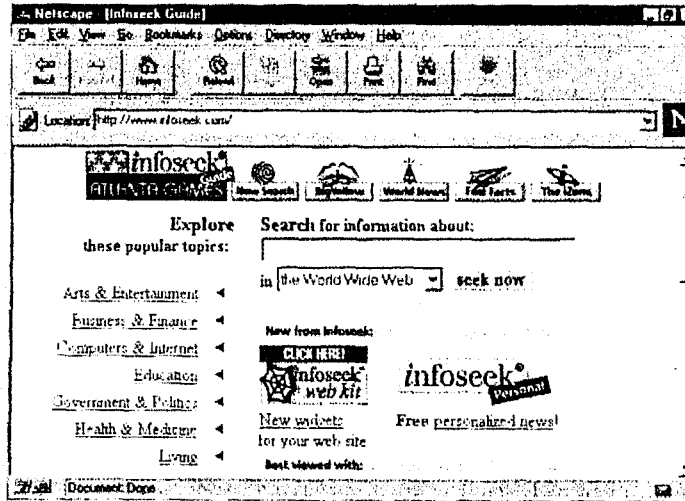 Netscape - [Infoseek Guide]
File Edit View Go Bookmarks Options Directory Window Help
Back Home Reload Open Print Find
Location: http://www.infoseek.com/
infoseek Guide
ATLANTA GAMES
New Search Big Yellow World News Fast Facts The iZone
Explore
these popular topics:
Arts & Entertainment
Business & Finance
Computers & Internet
Education
Government & Politics
Health & Medicine
Living
Search for information about:
in the World Wide Web seek now
New from Infoseek:
CLICK HERE!
infoseek
web kit
New widgets
for your web site
infoseek
Personal
Free personalized news!
Best viewed with:
Document: Done